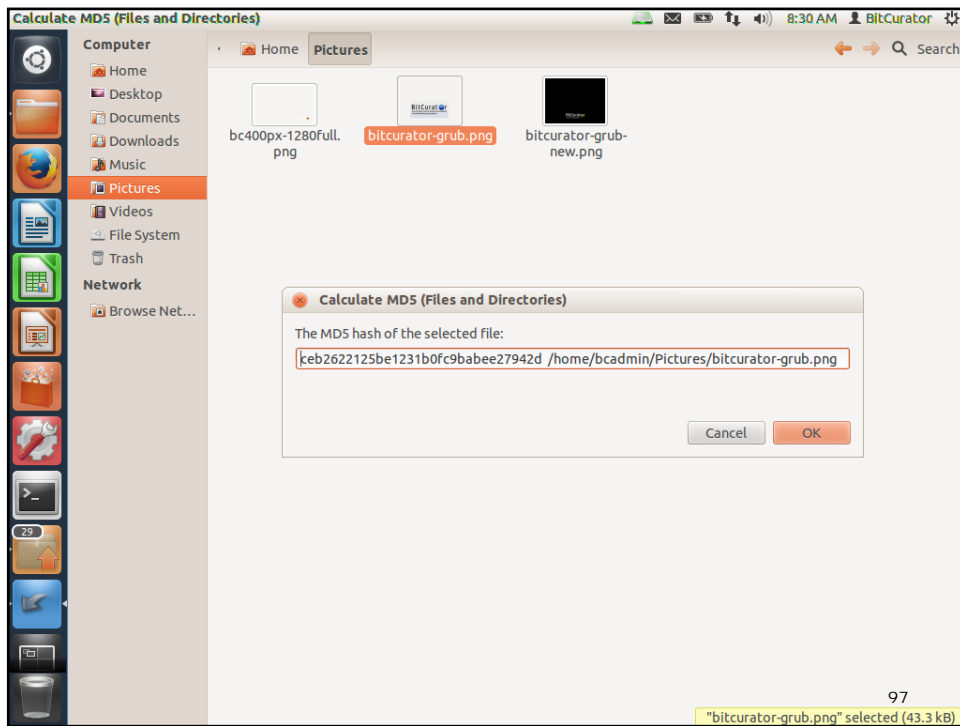 Calculate MD5 (Files and Directories)
8:30 AM BitCurator
Computer
Home
Desktop
Documents
Downloads
Music
Pictures
Videos
File System
Trash
Network
Browse Net...
Home Pictures Search
bc400px-1280full.
png
BitCurator
bitcurator-grub.png
bitcurator-grub-
new.png
Calculate MD5 (Files and Directories)
The MD5 hash of the selected file:
ceb2622125be1231b0fc9babee27942d /home/bcadmin/Pictures/bitcurator-grub.png
Cancel OK
29
97
"bitcurator-grub.png" selected (43.3 kB)